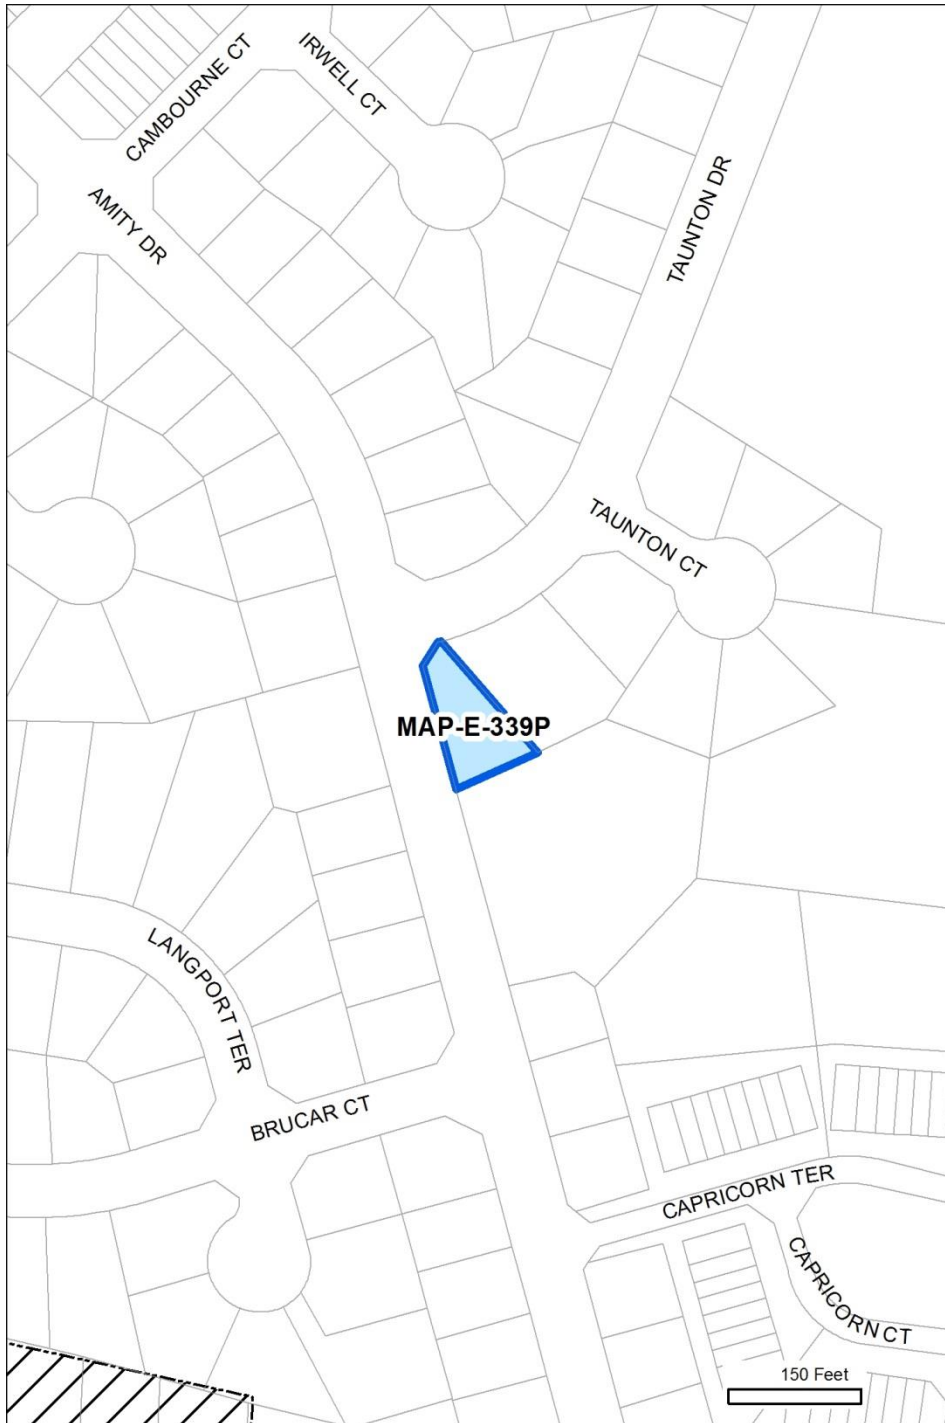 CAMBOURNE CT
IRWELL CT
AMITY DR
TAUNTON DR
TAUNTON CT
MAP-E-339P
LANGPORT TER
BRUCAR CT
CAPRICORN TER
CAPRICORN CT
150 Feet